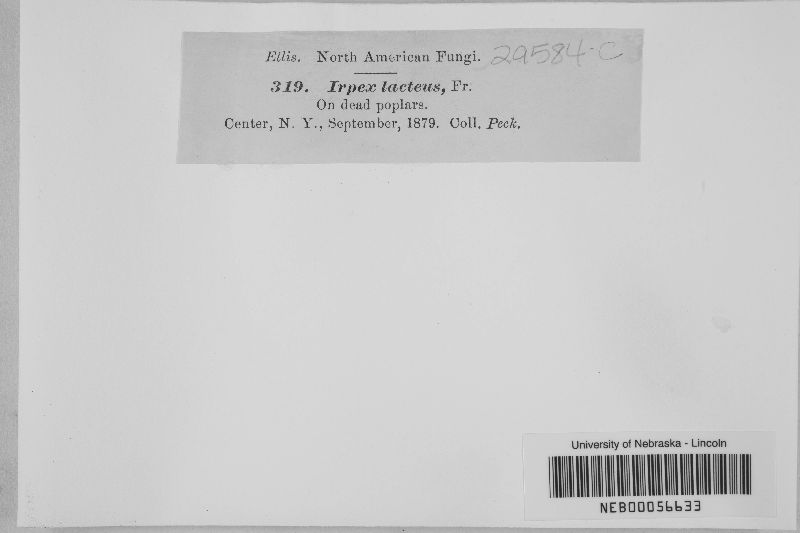 Ellis. North American Fungi. 29584-C
319. Irpex lacteus, Fr.
On dead poplars.
Center, N. Y., September, 1879. Coll. Peck.
University of Nebraska - Lincoln
NEB00056633